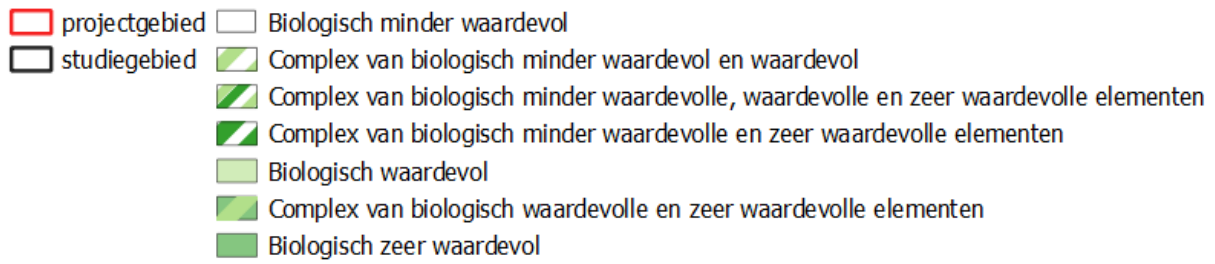 projectgebied Biologisch minder waardevol
studiegebied Complex van biologisch minder waardevol en waardevol
Complex van biologisch minder waardevolle, waardevolle en zeer waardevolle elementen
Complex van biologisch minder waardevolle en zeer waardevolle elementen
Biologisch waardevol
Complex van biologisch waardevolle en zeer waardevolle elementen
Biologisch zeer waardevol